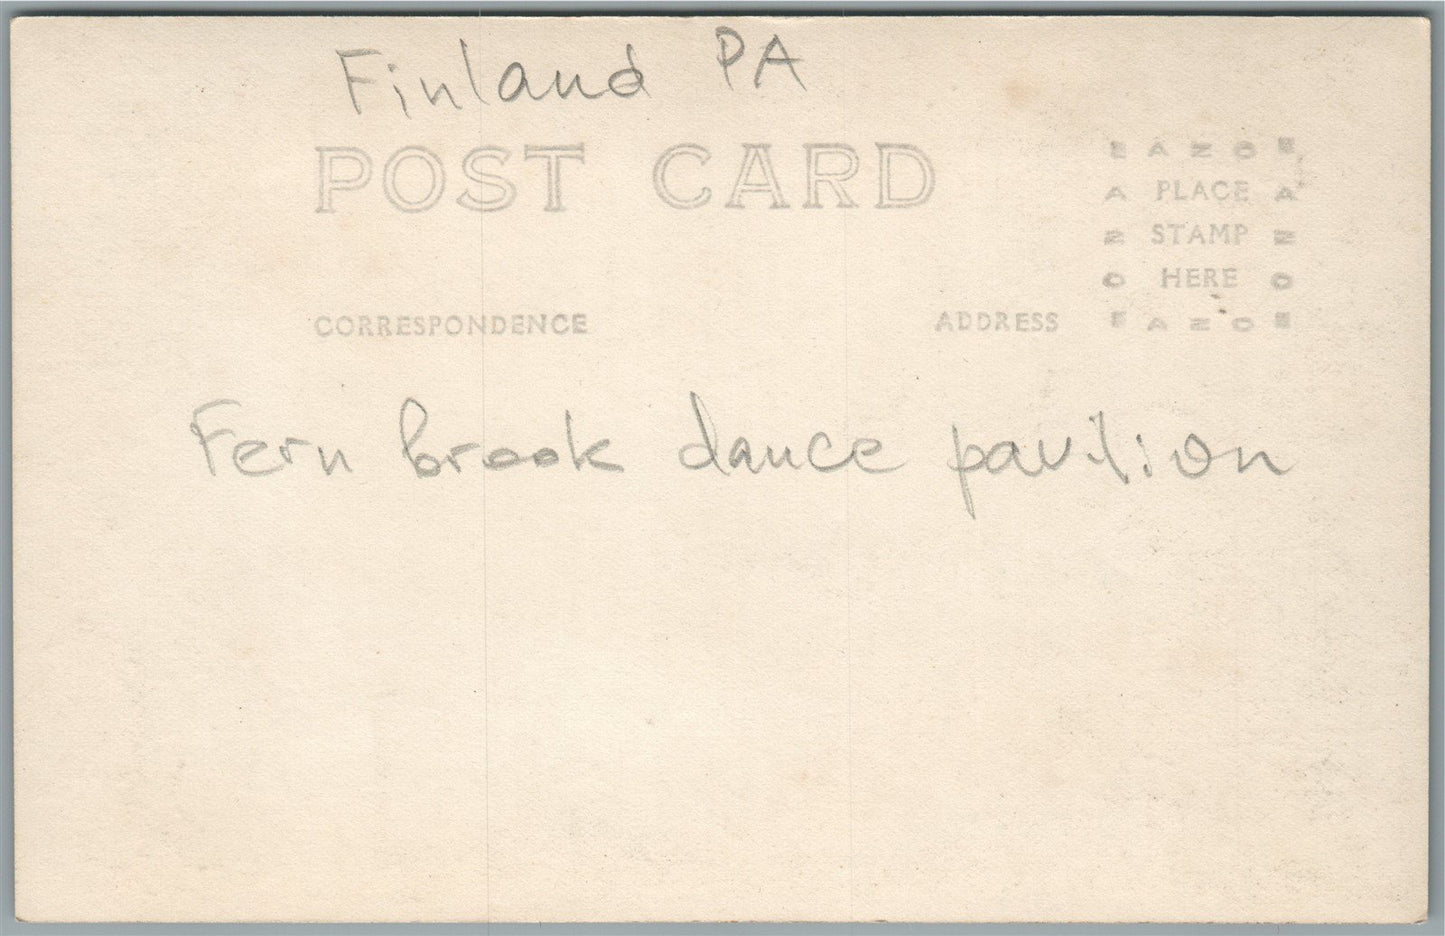 Finland PA
POST CARD
E A Z O E
A PLACE A
N STAMP N
O HERE O
E A Z O E
CORRESPONDENCE ADDRESS
Fern brook dance pavilion